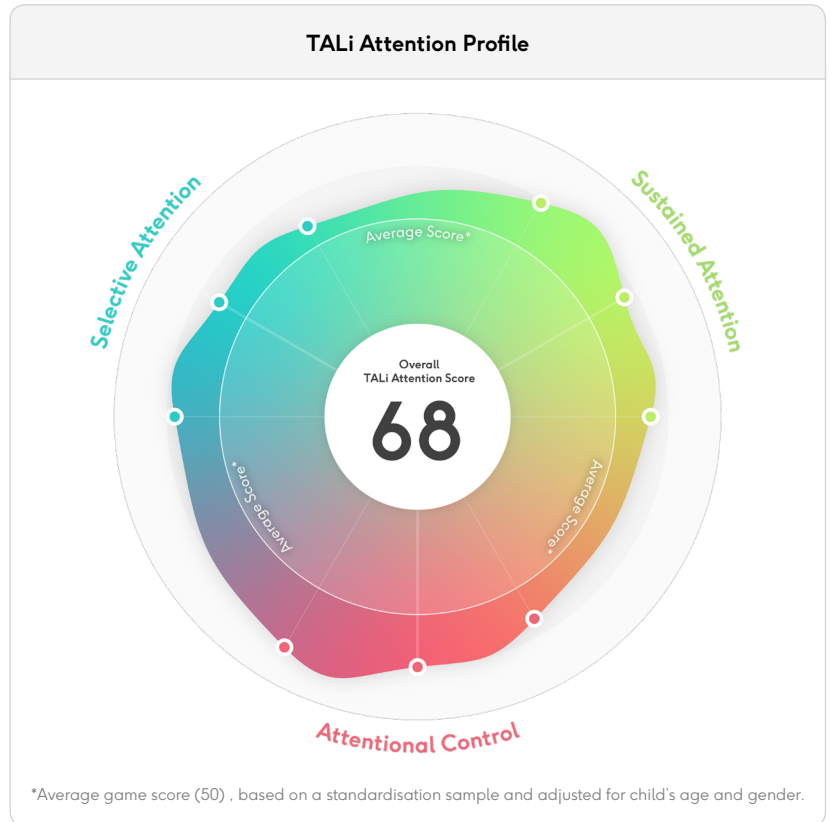 TALi Attention Profile
Selective Attention
Sustained Attention
Average Score*
Overall
TALi Attention Score
68
Average Score*
Average Score*
Attentional Control
*Average game score (50) , based on a standardisation sample and adjusted for child's age and gender.